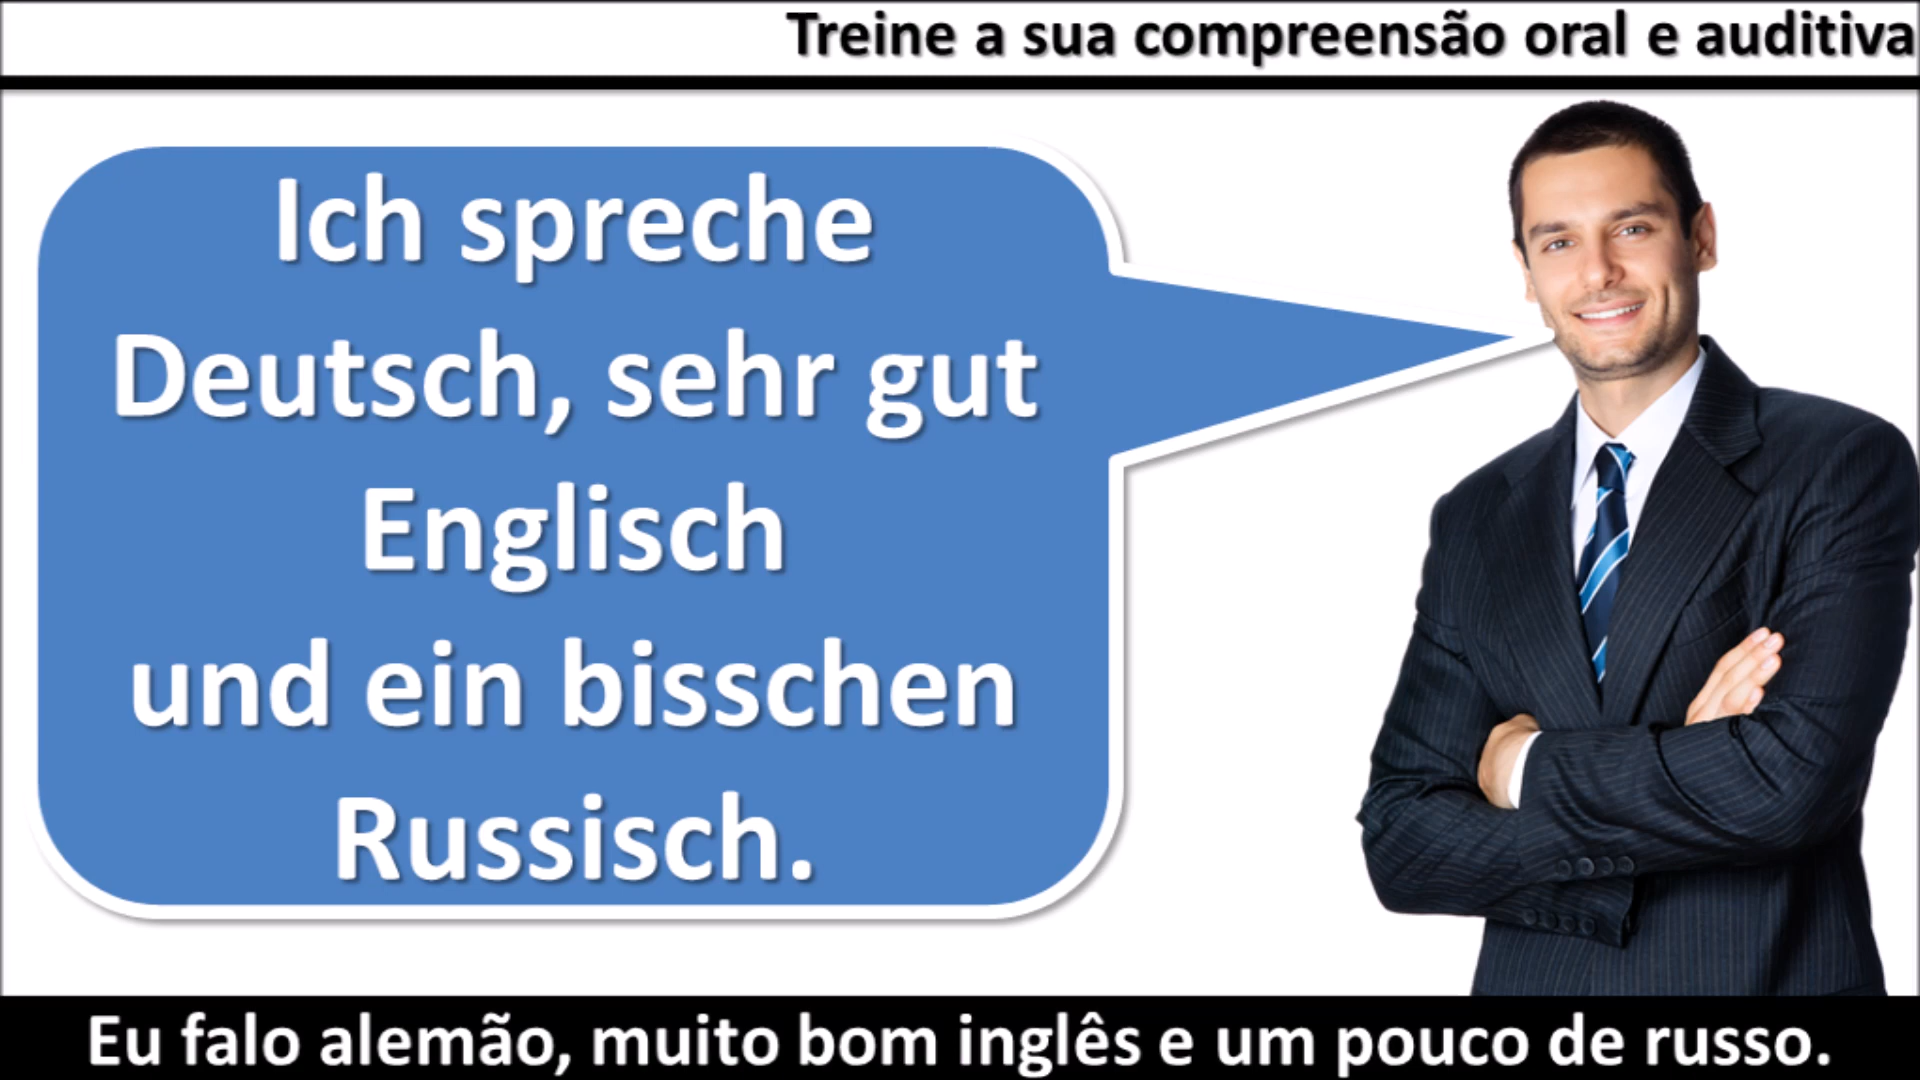 Treine a sua compreensão oral e auditiva
Ich spreche
Deutsch, sehr gut
Englisch
und ein bisschen
Russisch.
Eu falo alemão, muito bom inglês e um pouco de russo.